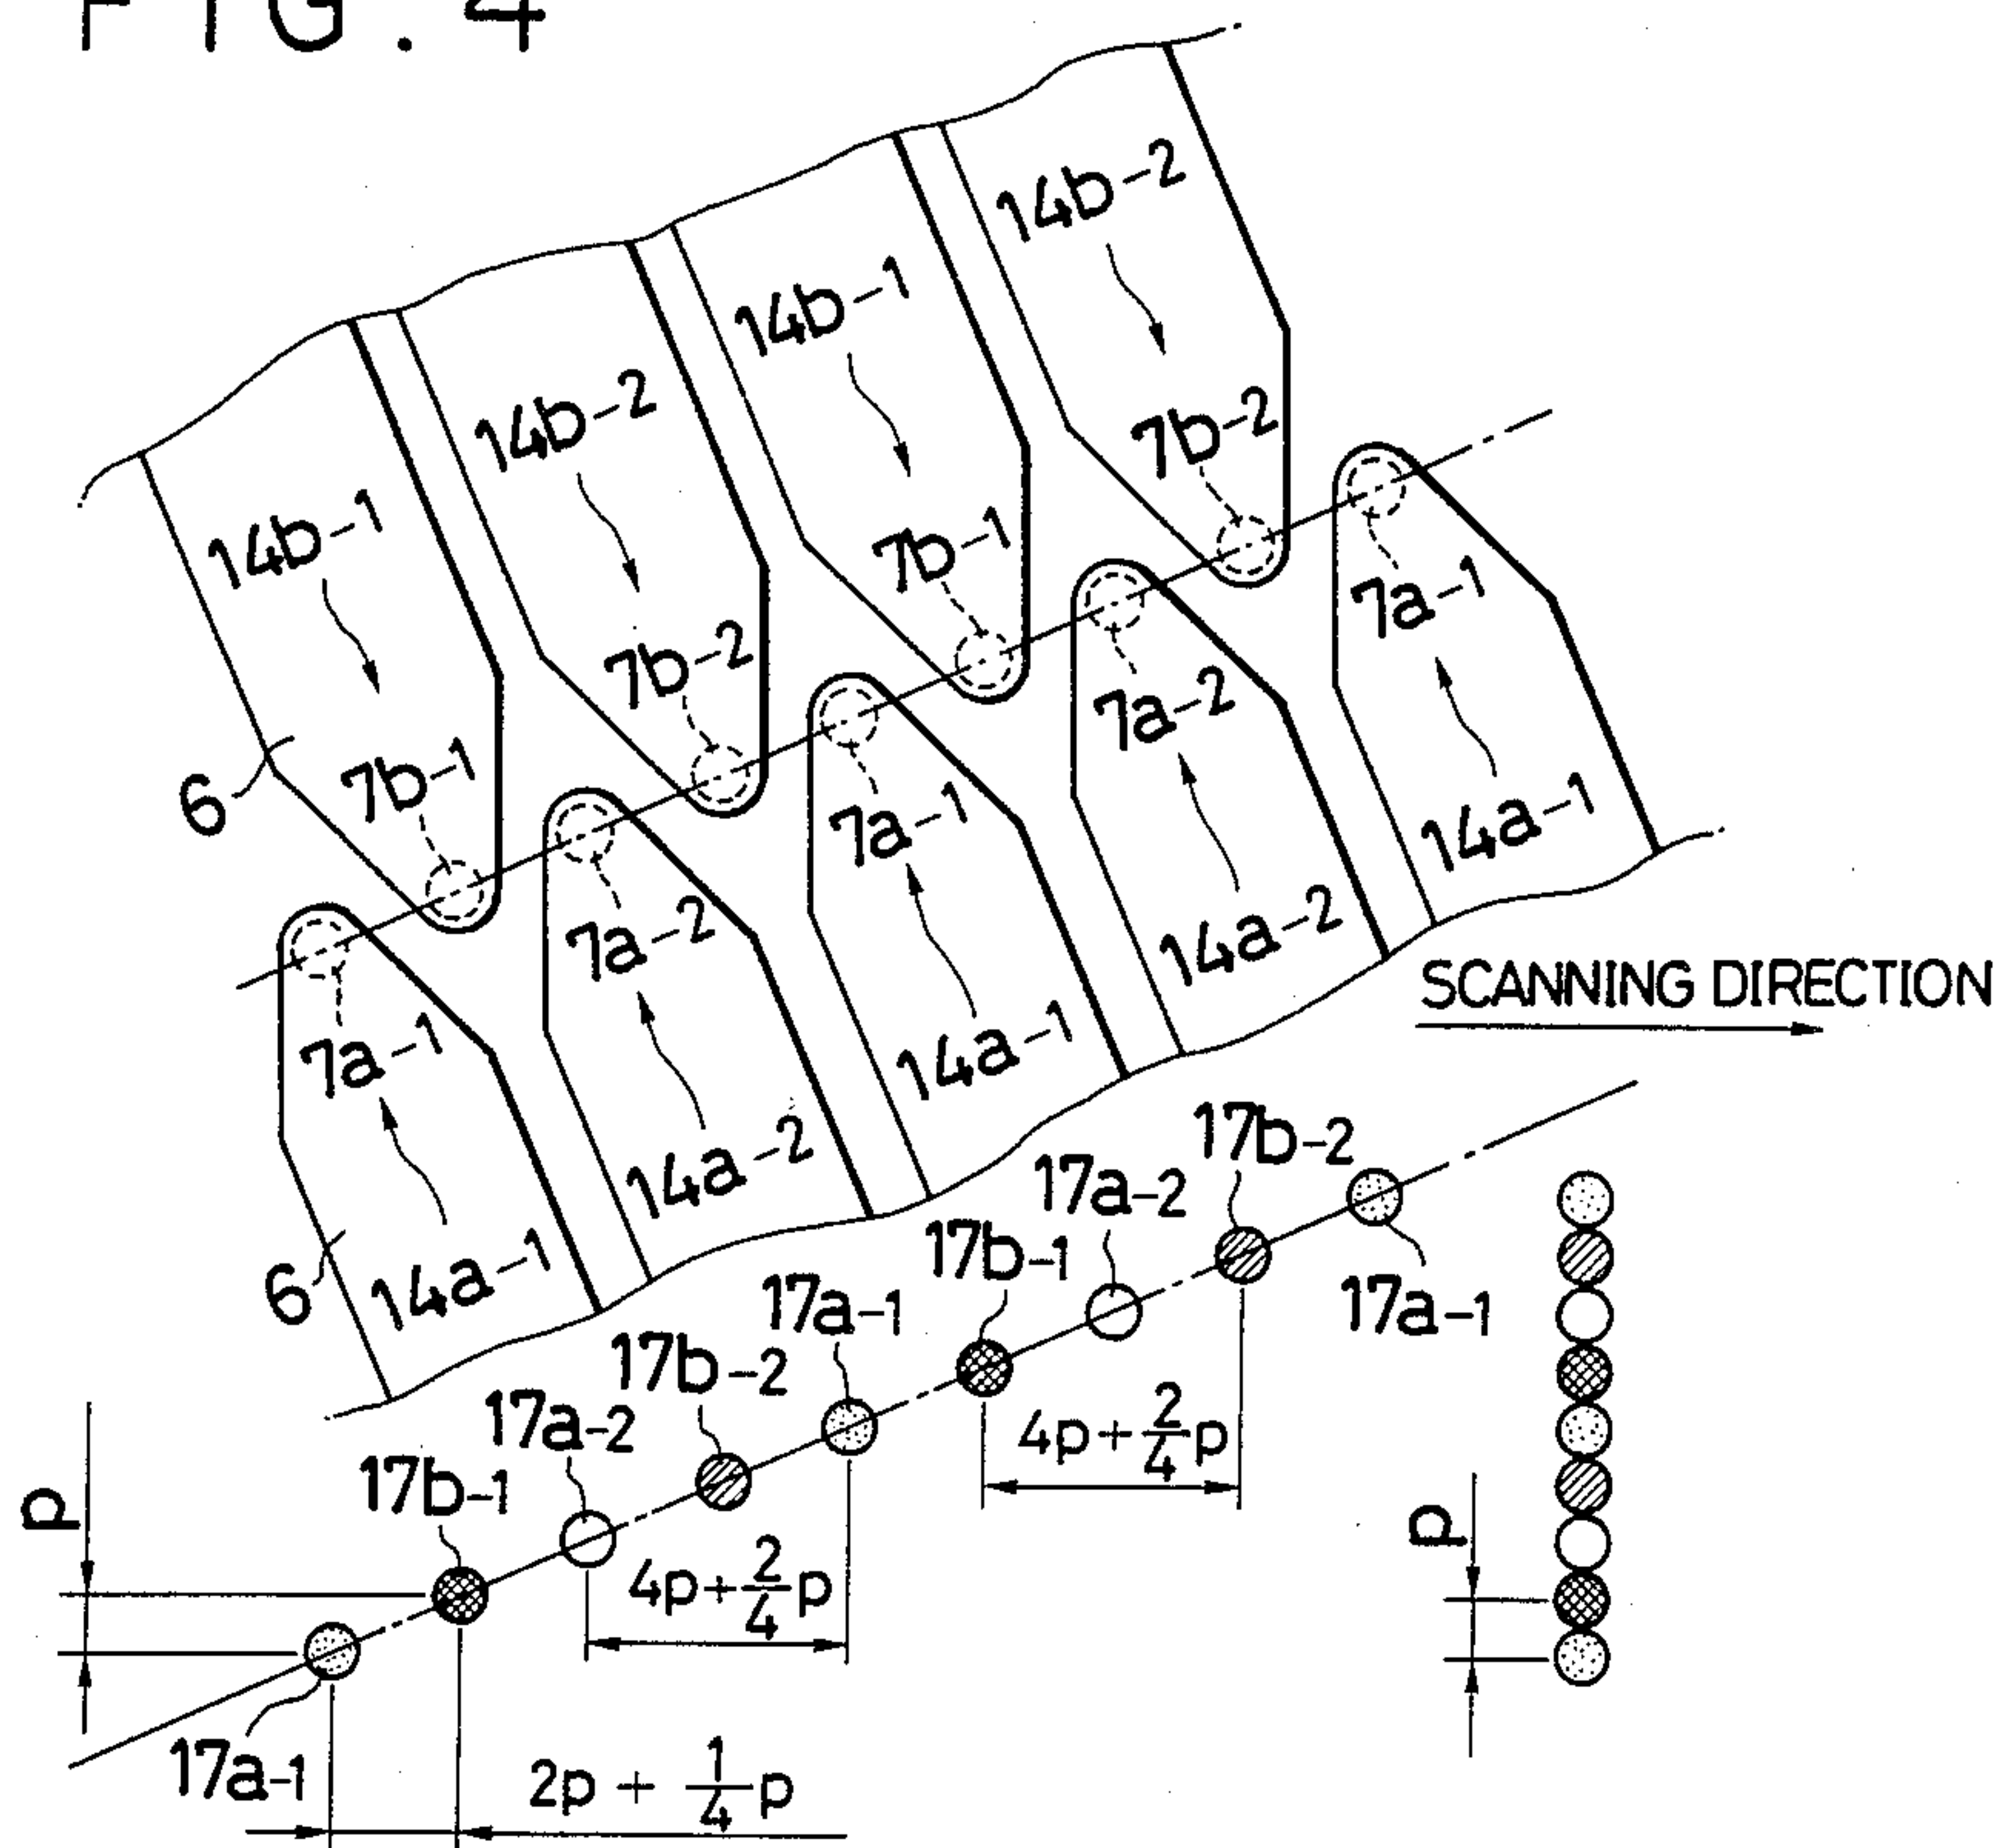 FIG. 4
14b-2
14b-1
14b-2
14b-1
7b-2
7b-1
7a-1
7b-2
7a-2
6
7b-1
7a-1
14a-1
7a-2
14a-2
SCANNING DIRECTION
7a-1
14a-1
14a-2
17b-2
17a-2
6
14a-1
17b-1
17a-1
17a-1
17b-2
17a-2
4p+2/4p
17b-1
p
p
4p+2/4p
17a-1
2p + 1/4p